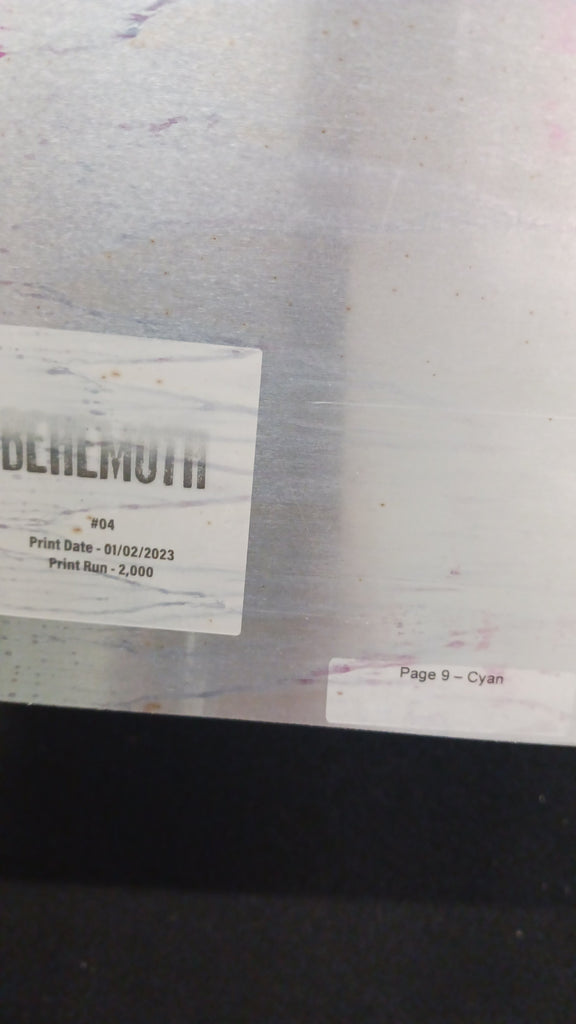 BEHEMOTH
#04
Print Date - 01/02/2023
Print Run - 2,000
Page 9 – Cyan